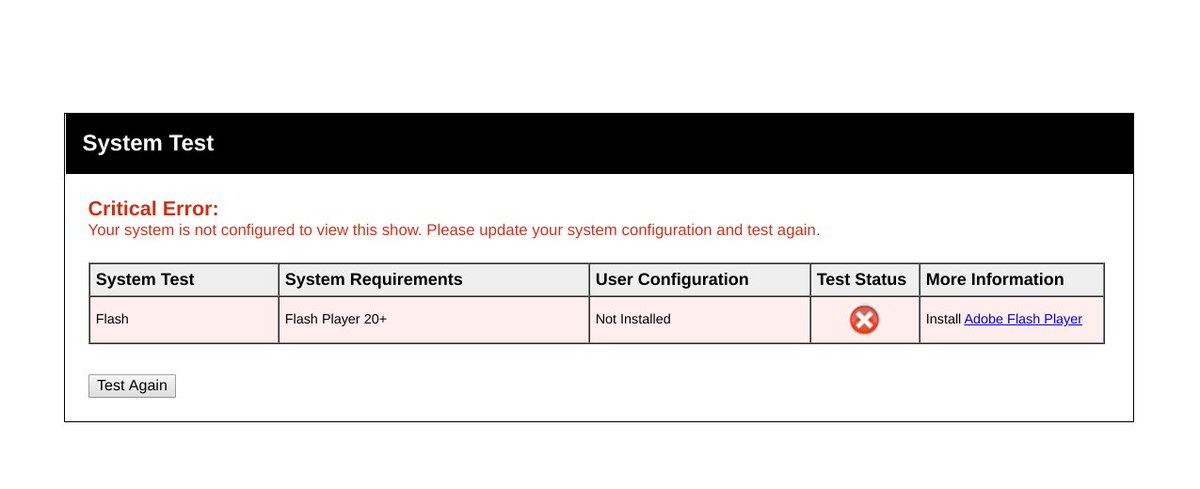 System Test
Critical Error:
Your system is not configured to view this show. Please update your system configuration and test again.
System Test System Requirements User Configuration Test Status More Information
Flash Flash Player 20+ Not Installed Install Adobe Flash Player
Test Again